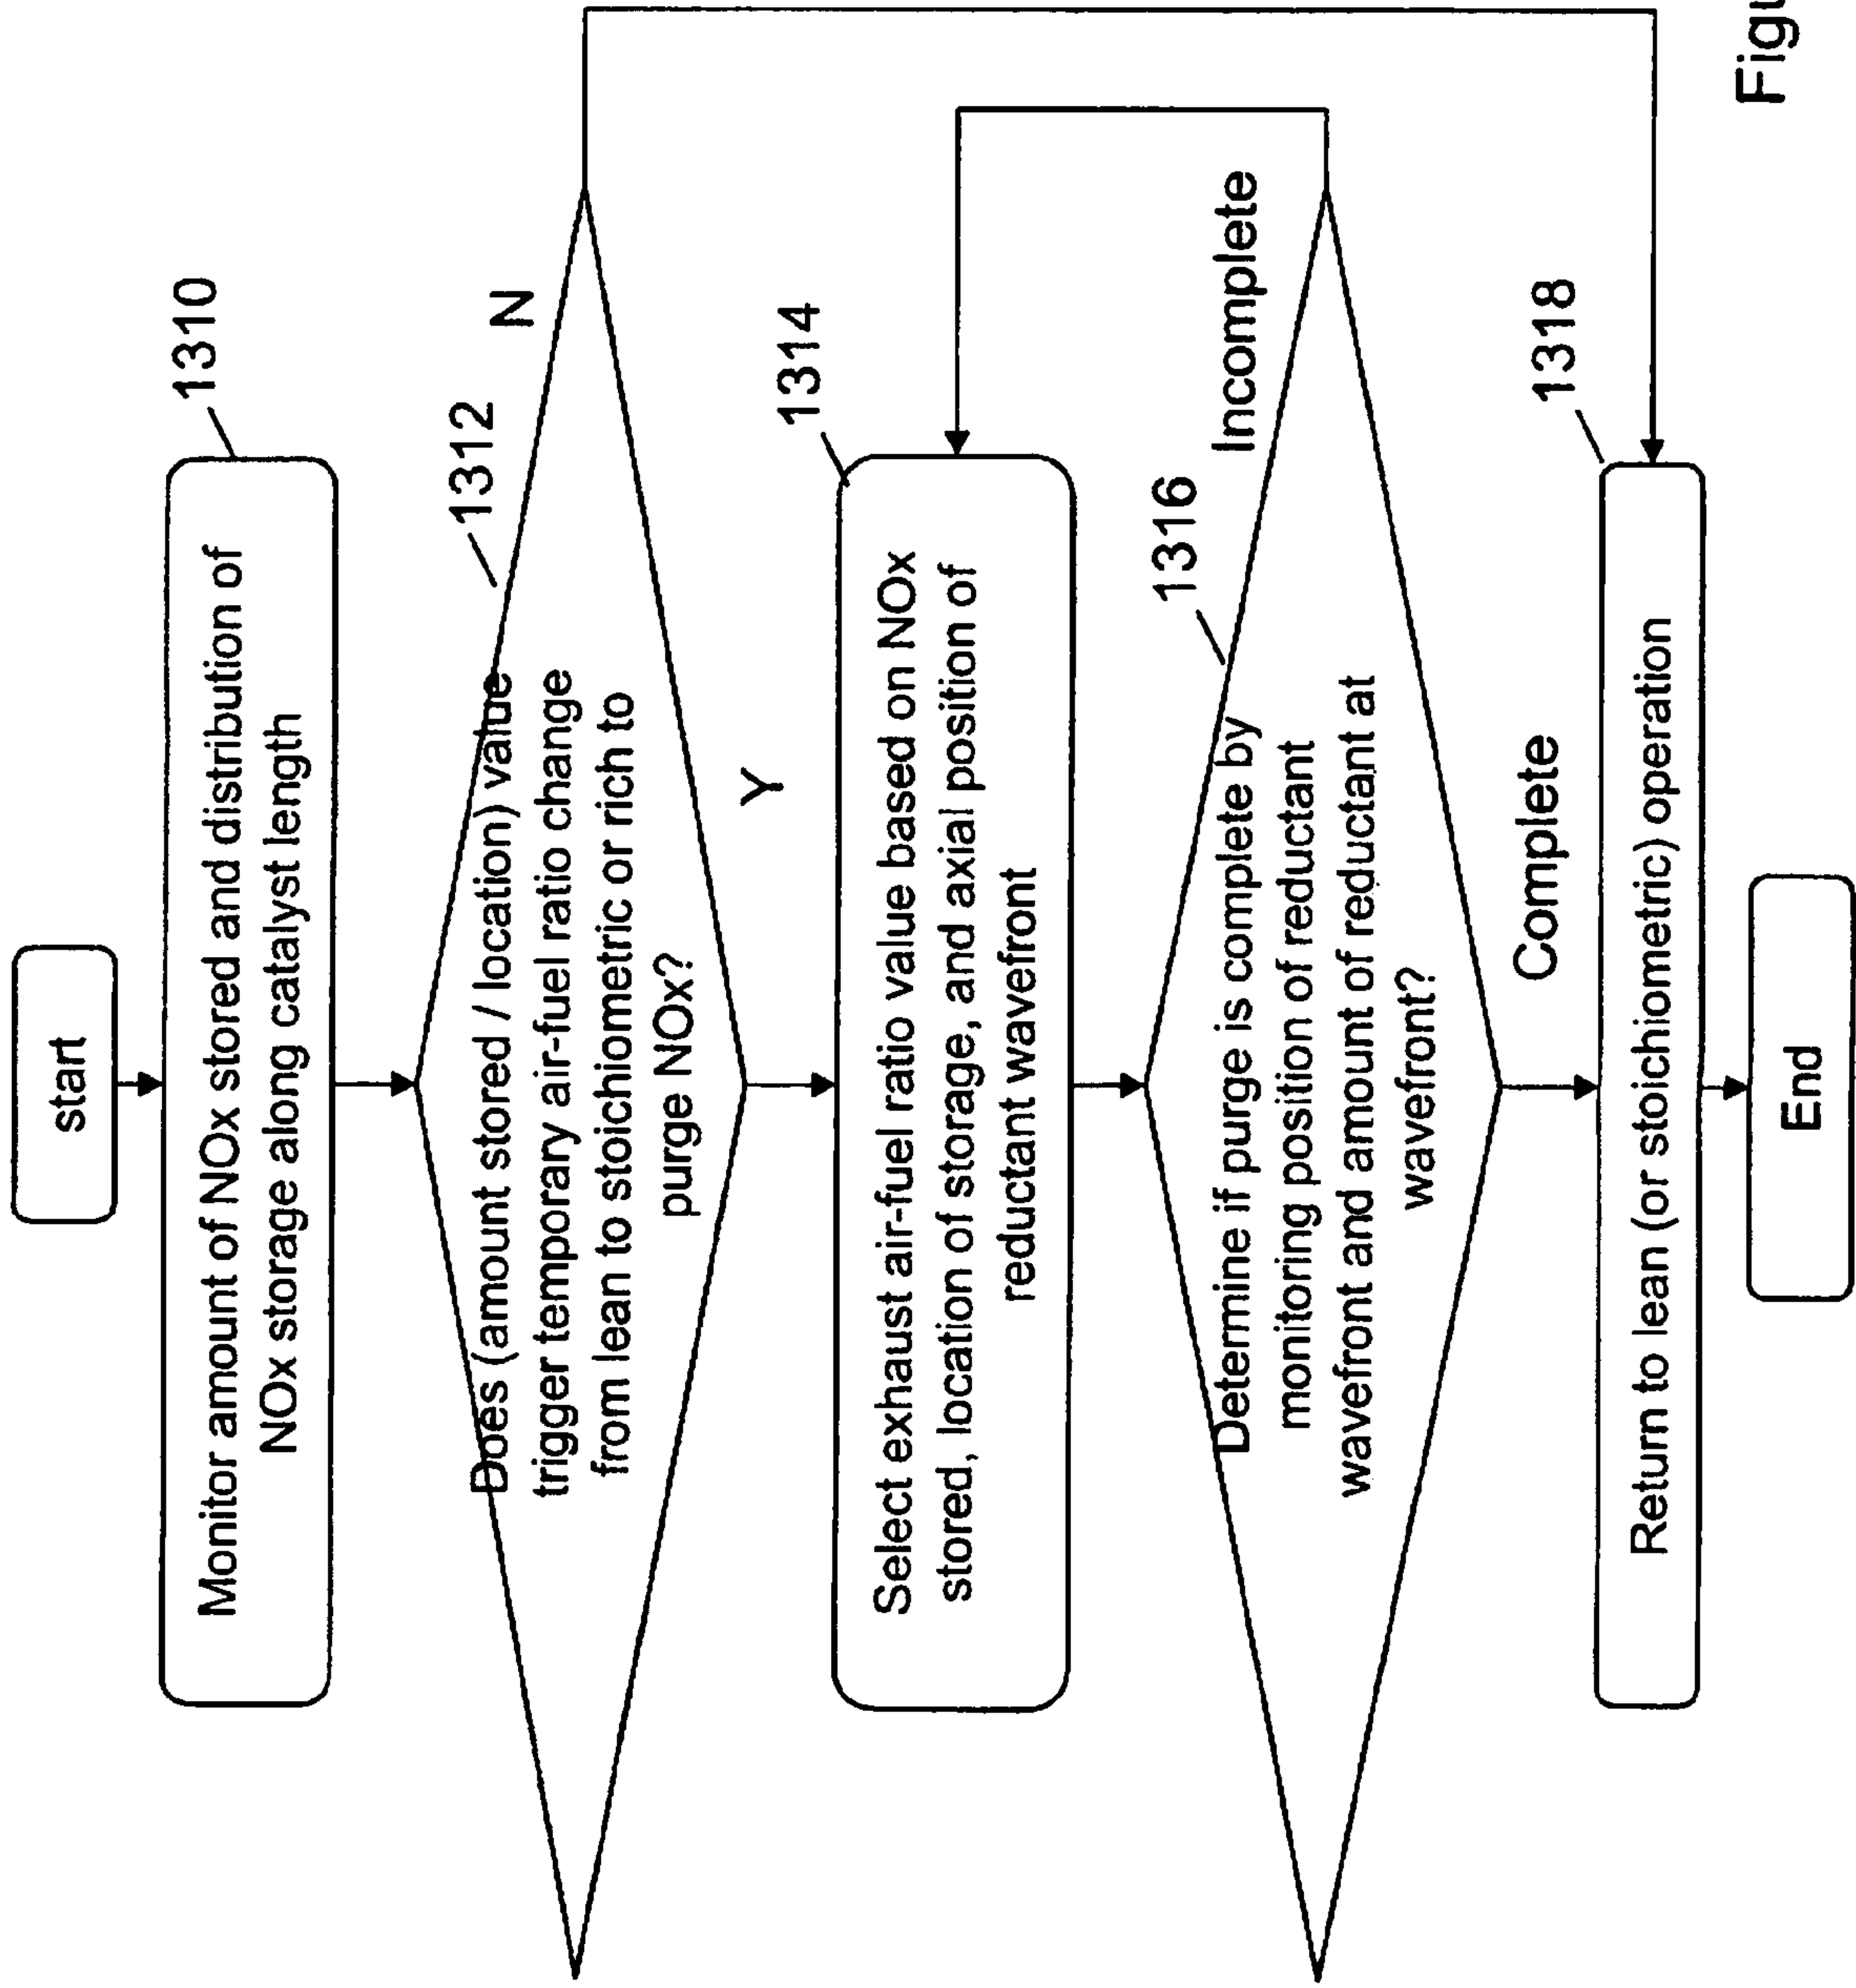 start
1310
Monitor amount of NOx stored and distribution of
NOx storage along catalyst length
1312
N
Does (amount stored / location) value
trigger temporary air-fuel ratio change
from lean to stoichiometric or rich to
purge NOx?
Y
1314
Select exhaust air-fuel ratio value based on NOx
stored, location of storage, and axial position of
reductant wavefront
1316
Incomplete
Determine if purge is complete by
monitoring position of reductant
wavefront and amount of reductant at
wavefront?
Complete
1318
Return to lean (or stoichiometric) operation
End